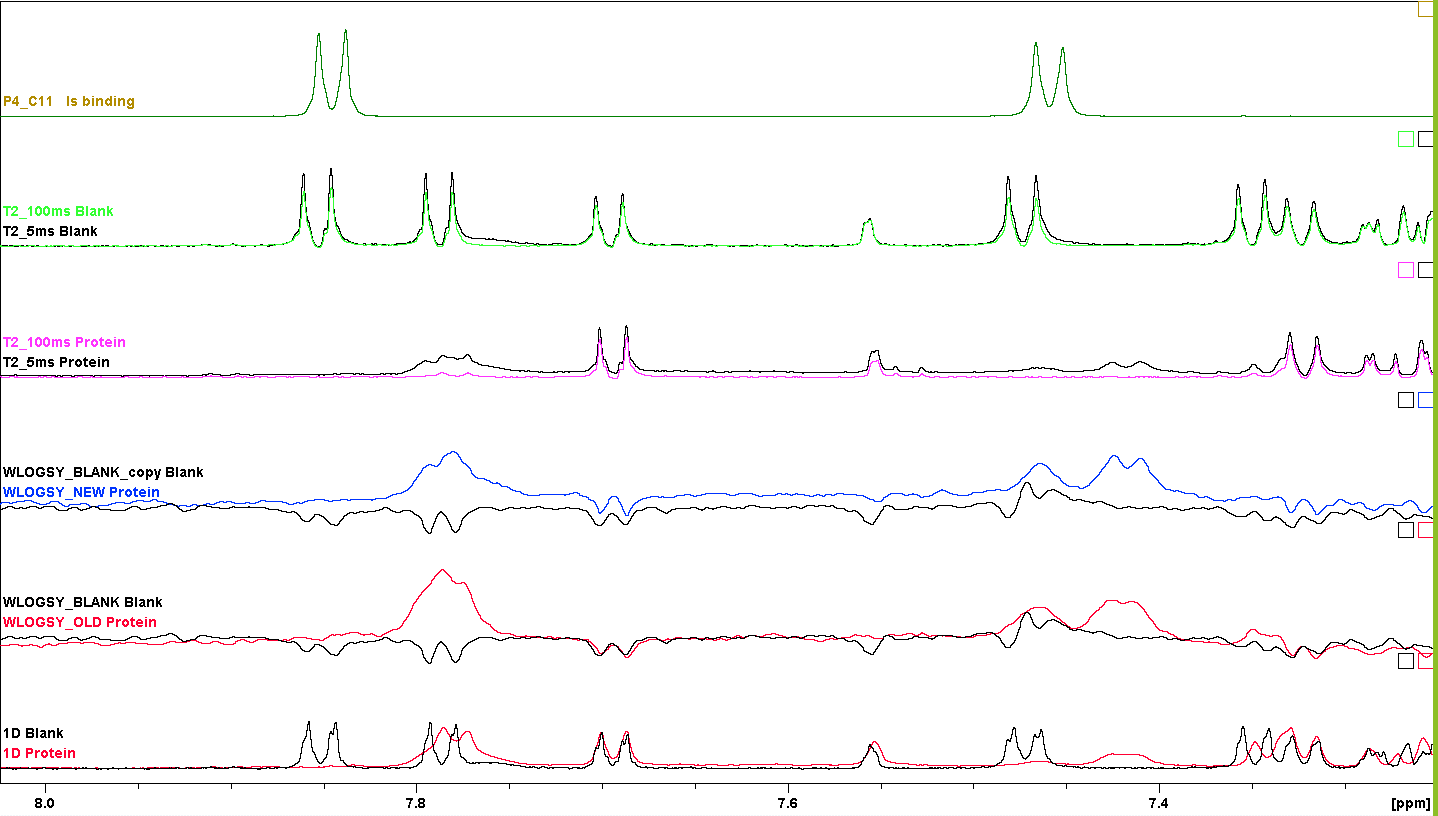 P4_C11 Is binding
T2_100ms Blank
T2_5ms Blank
T2_100ms Protein
T2_5ms Protein
WLOGSY_BLANK_copy Blank
WLOGSY_NEW Protein
WLOGSY_BLANK Blank
WLOGSY_OLD Protein
1D Blank
1D Protein
8.0 7.8 7.6 7.4 [ppm]